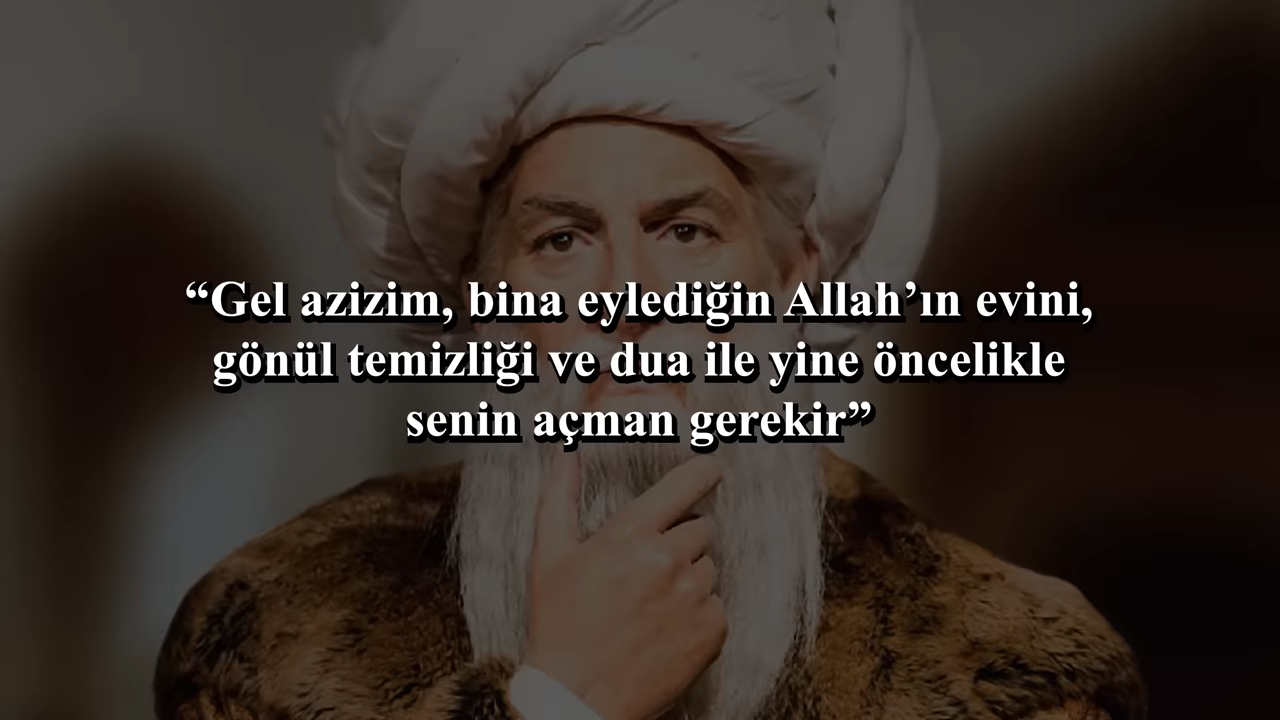 “Gel azizim, bina eylediğin Allah’ın evini,
gönül temizliği ve dua ile yine öncelikle
senin açman gerekir”